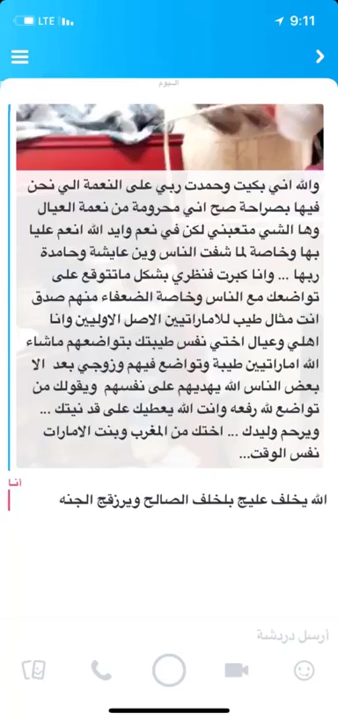 LTE
9:11
اليوم
والله اني بكيت وحمدت ربي على النعمة الي نحن
فيها بصراحة صح اني محرومة من نعمة العيال
وها الشي متعبني لكن في نعم وايد الله انعم عليا
بها وخاصة لما شفت الناس وين عايشة وحامدة
ربها ... وانا كبرت فنظري بشكل ماتتوقع على
تواضعك مع الناس وخاصة الضعفاء منهم صدق
انت مثال طيب للاماراتيين الاصل الاوليين وانا
اهلي وعيال اختي نفس طيبتك بتواضعهم ماشاء
الله اماراتيين طيبة وتواضع فيهم وزوجي بعد الا
بعض الناس الله يهديهم على نفسهم ويقولك من
تواضع لله رفعه وانت الله يعطيك على قد نيتك ...
ويرحم وليدك ... اختك من المغرب وبنت الامارات
نفس الوقت...
انا
الله يخلف عليج بلخلف الصالح ويرزقج الجنه
أرسل دردشة